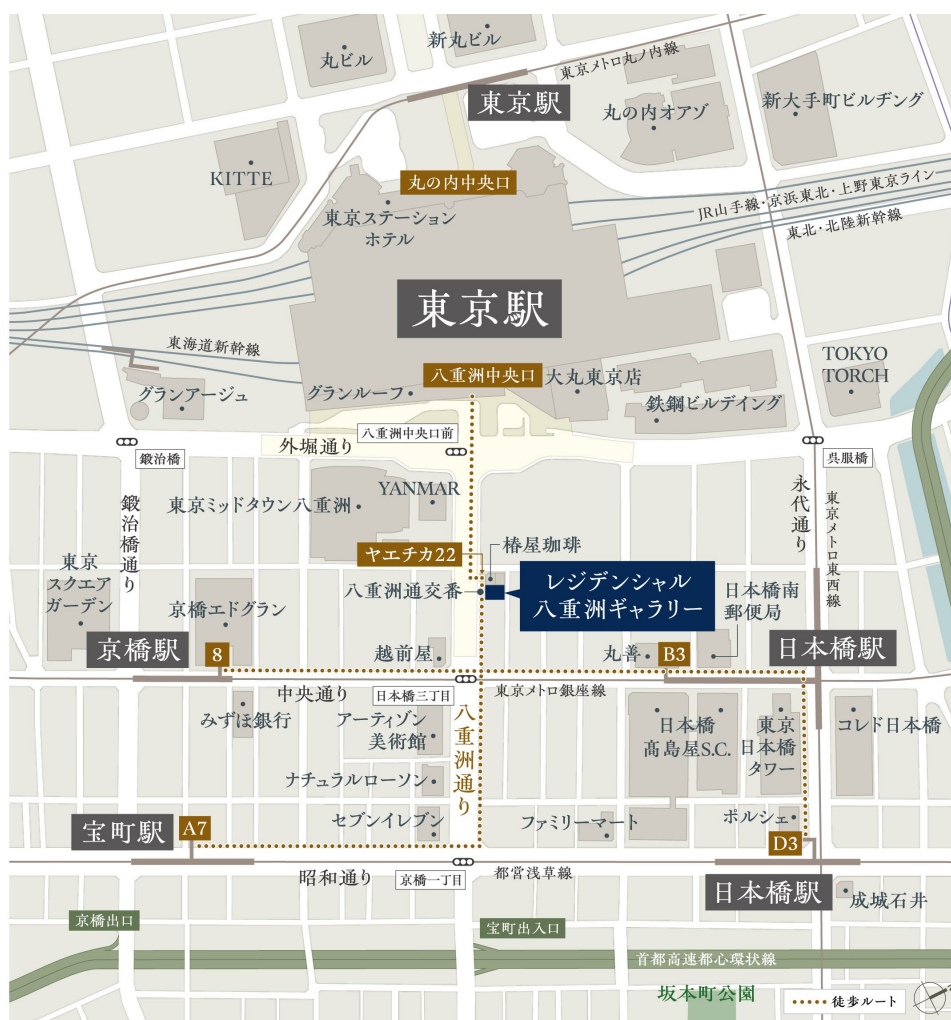 新丸ビル
丸ビル
東京メトロ丸ノ内線
東京駅
丸の内オアゾ
新大手町ビルヂング
KITTE
丸の内中央口
東京ステーション
ホテル
JR山手線・京浜東北・上野東京ライン
東北・北陸新幹線
東京駅
東海道新幹線
グランアージュ
グランルーフ
八重洲中央口
大丸東京店
鉄鋼ビルデイング
TOKYO
TORCH
八重洲中央口前
外堀通り
鍛治橋
呉服橋
鍛治橋通り
東京ミッドタウン八重洲
YANMAR
永代通り
東京メトロ東西線
ヤエチカ22
椿屋珈琲
東京
スクエア
ガーデン
京橋エドグラン
八重洲通交番
レジデンシャル
八重洲ギャラリー
日本橋南
郵便局
京橋駅
8
越前屋
丸善
B3
日本橋駅
中央通り
日本橋三丁目
東京メトロ銀座線
みずほ銀行
アーティゾン
美術館
八重洲通り
日本橋
髙島屋S.C.
東京
日本橋
タワー
コレド日本橋
ナチュラルローソン
宝町駅
A7
セブンイレブン
ファミリーマート
ポルシェ
D3
昭和通り
京橋一丁目
都営浅草線
日本橋駅
成城石井
京橋出口
宝町出入口
首都高速都心環状線
坂本町公園
徒歩ルート